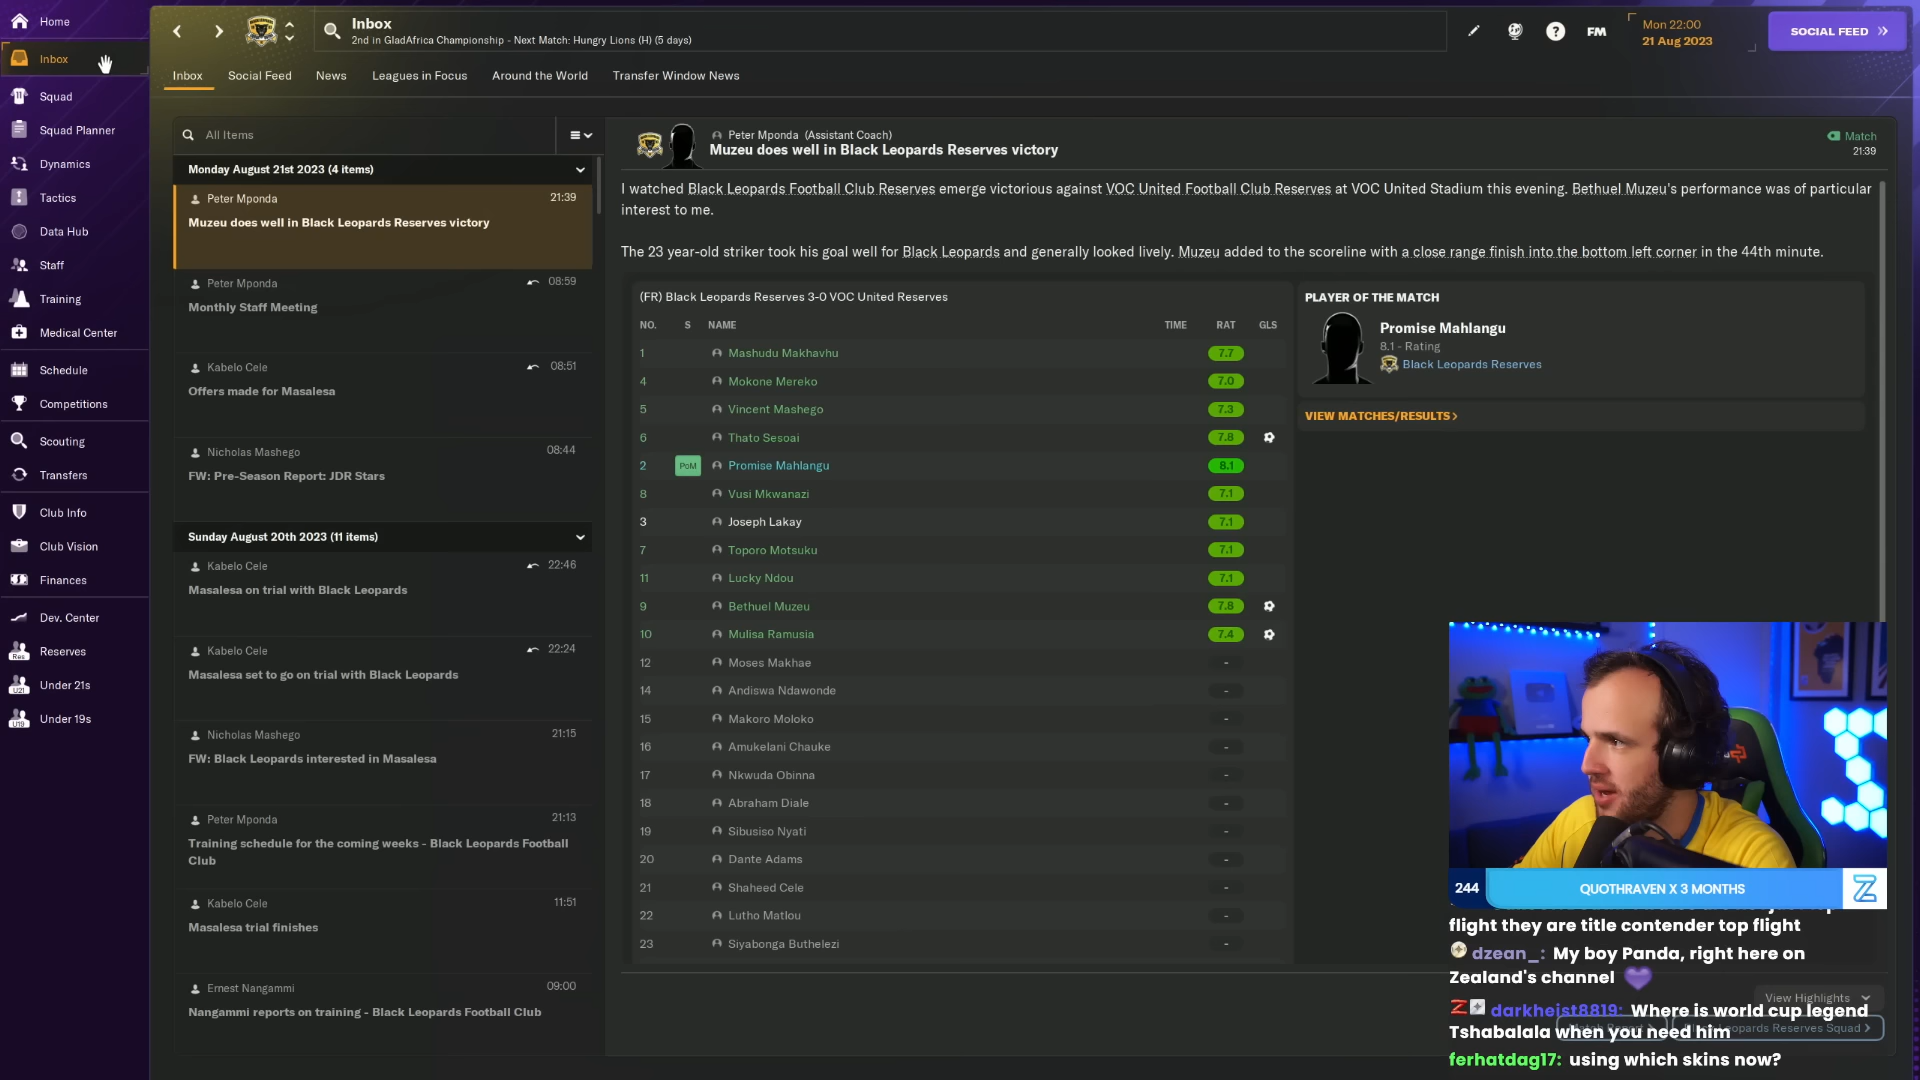 Home
Inbox
Squad
Squad Planner
Dynamics
Tactics
Data Hub
Staff
Training
Medical Center
Schedule
Competitions
Scouting
Transfers
Club Info
Club Vision
Finances
Dev. Center
Reserves
Under 21s
Under 19s
Inbox
2nd in GladAfrica Championship - Next Match: Hungry Lions (H) (5 days)
FM
Mon 22:00
21 Aug 2023
SOCIAL FEED
Inbox Social Feed News Leagues in Focus Around the World Transfer Window News
All Items
Monday August 21st 2023 (4 items)
Peter Mponda 21:39
Muzeu does well in Black Leopards Reserves victory
Peter Mponda 08:59
Monthly Staff Meeting
Kabelo Cele 08:51
Offers made for Masalesa
Nicholas Mashego 08:44
FW: Pre-Season Report: JDR Stars
Sunday August 20th 2023 (11 items)
Kabelo Cele 22:46
Masalesa on trial with Black Leopards
Kabelo Cele 22:24
Masalesa set to go on trial with Black Leopards
Nicholas Mashego 21:15
FW: Black Leopards interested in Masalesa
Peter Mponda 21:13
Training schedule for the coming weeks - Black Leopards Football
Club
Kabelo Cele 11:51
Masalesa trial finishes
Ernest Nangammi 09:00
Nangammi reports on training - Black Leopards Football Club
Peter Mponda (Assistant Coach)
Muzeu does well in Black Leopards Reserves victory
Match
21:39
I watched Black Leopards Football Club Reserves emerge victorious against VOC United Football Club Reserves at VOC United Stadium this evening. Bethuel Muzeu's performance was of particular
interest to me.
The 23 year-old striker took his goal well for Black Leopards and generally looked lively. Muzeu added to the scoreline with a close range finish into the bottom left corner in the 44th minute.
(FR) Black Leopards Reserves 3-0 VOC United Reserves
NO. S NAME TIME RAT GLS
1 Mashudu Makhavhu 7.7
4 Mokone Mereko 7.0
5 Vincent Mashego 7.3
6 Thato Sesoai 7.8
2 PoM Promise Mahlangu 8.1
8 Vusi Mkwanazi 7.1
3 Joseph Lakay 7.1
7 Toporo Motsuku 7.1
11 Lucky Ndou 7.1
9 Bethuel Muzeu 7.8
10 Mulisa Ramusia 7.4
12 Moses Makhae -
14 Andiswa Ndawonde -
15 Makoro Moloko -
16 Amukelani Chauke -
17 Nkwuda Obinna -
18 Abraham Diale -
19 Sibusiso Nyati -
20 Dante Adams -
21 Shaheed Cele -
22 Lutho Matlou -
23 Siyabonga Buthelezi -
PLAYER OF THE MATCH
Promise Mahlangu
8.1 - Rating
Black Leopards Reserves
VIEW MATCHES/RESULTS >
244 QUOTHRAVEN X 3 MONTHS Z
flight they are title contender top flight
dzean_: My boy Panda, right here on
Zealand's channel
View Highlights
darkheist8819: Where is world cup legend
Tshabalala when you need him
Leopards Reserves Squad >
ferhatdag17: using which skins now?